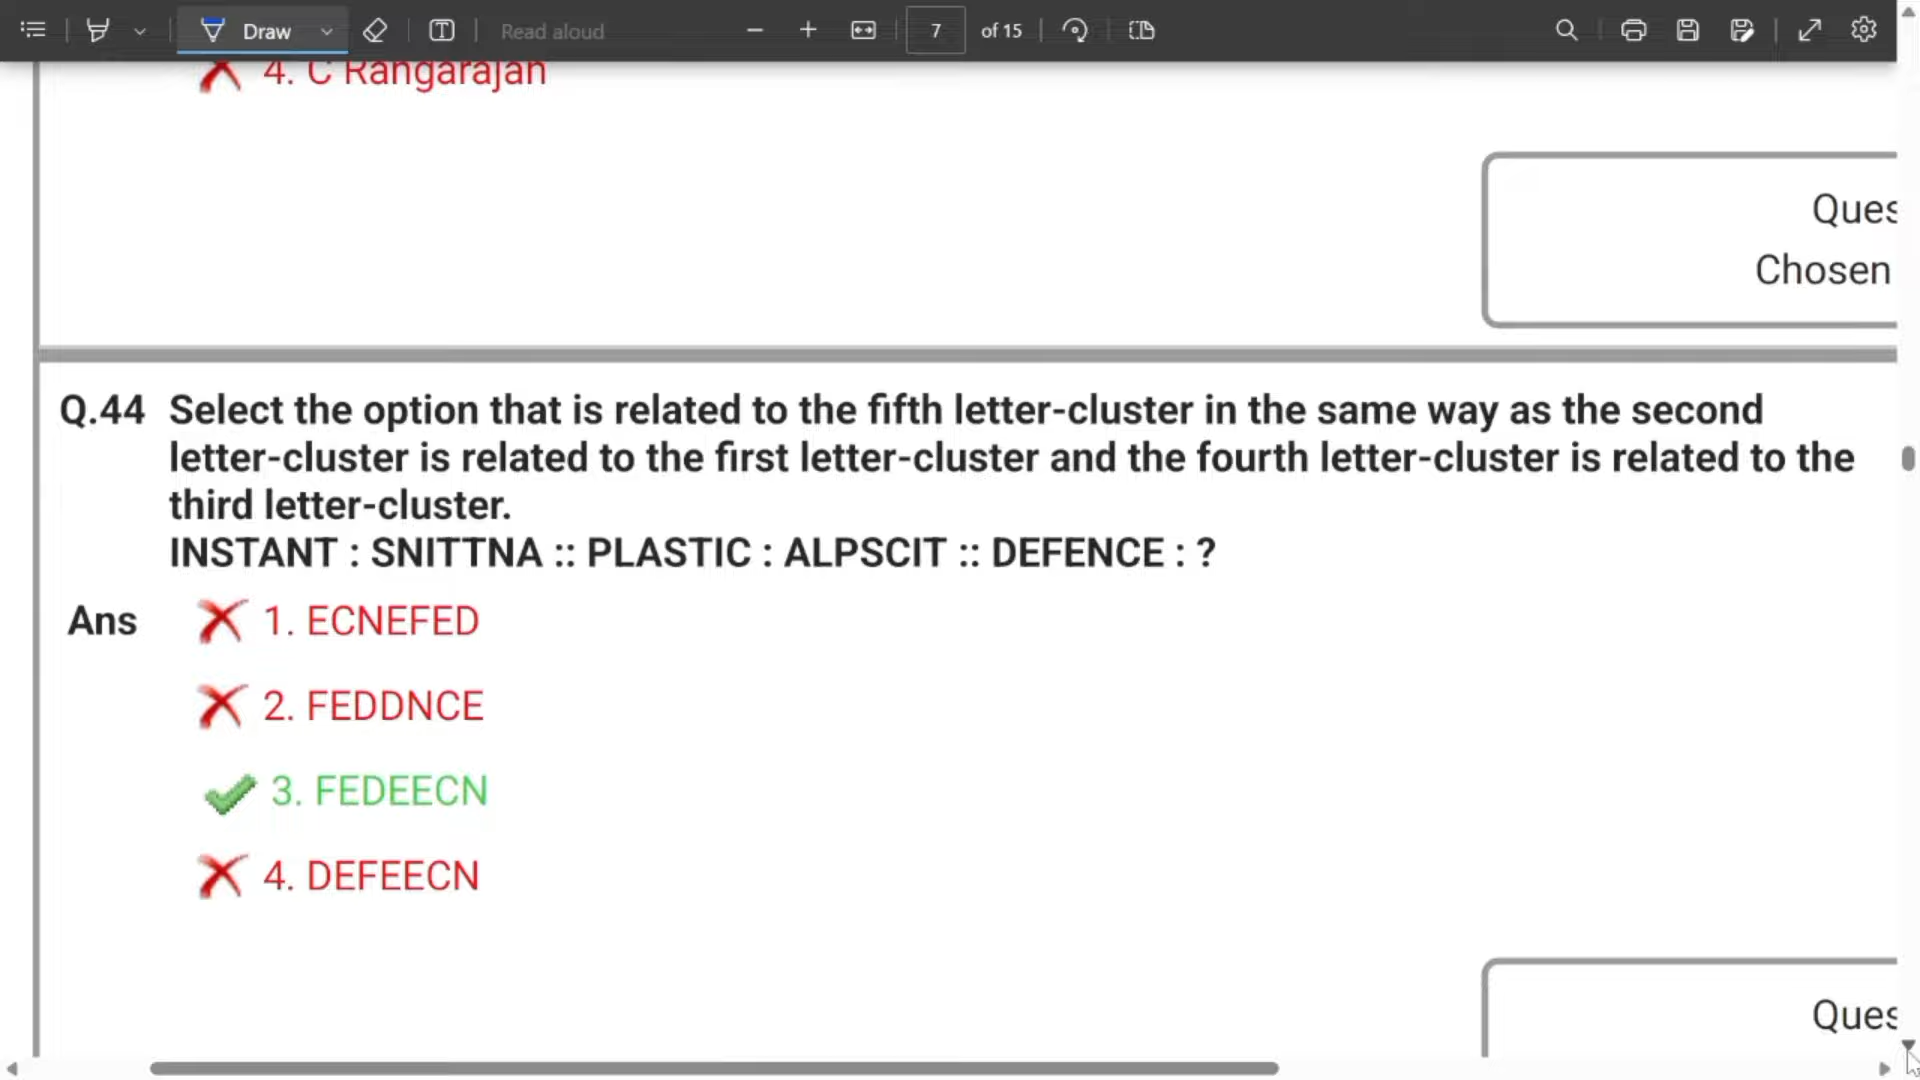 Draw
Read aloud
7 of 15
4. C Rangarajan
Ques
Chosen
Q.44 Select the option that is related to the fifth letter-cluster in the same way as the second
letter-cluster is related to the first letter-cluster and the fourth letter-cluster is related to the
third letter-cluster.
INSTANT : SNITTNA :: PLASTIC : ALPSCIT :: DEFENCE : ?
Ans 1. ECNEFED
2. FEDDNCE
3. FEDEECN
4. DEFEECN
Ques